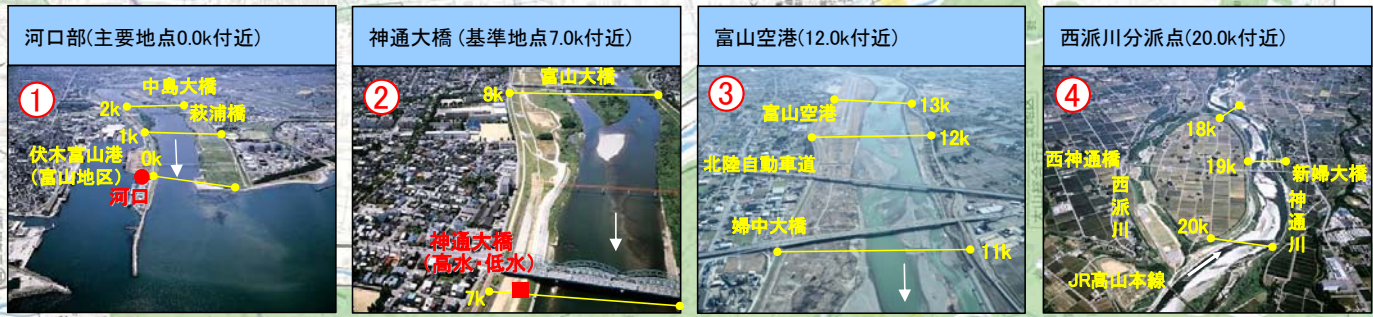 河口部(主要地点0.0k付近)
①
中島大橋
2k
萩浦橋
1k
伏木富山港
(富山地区)
0k
河口
神通大橋 (基準地点7.0k付近)
②
富山大橋
8k
神通大橋
(高水・低水)
7k
富山空港(12.0k付近)
③
富山空港
13k
12k
北陸自動車道
婦中大橋
11k
西派川分派点(20.0k付近)
④
18k
西神通橋
19k
新婦大橋
西派川
神通川
20k
JR高山本線